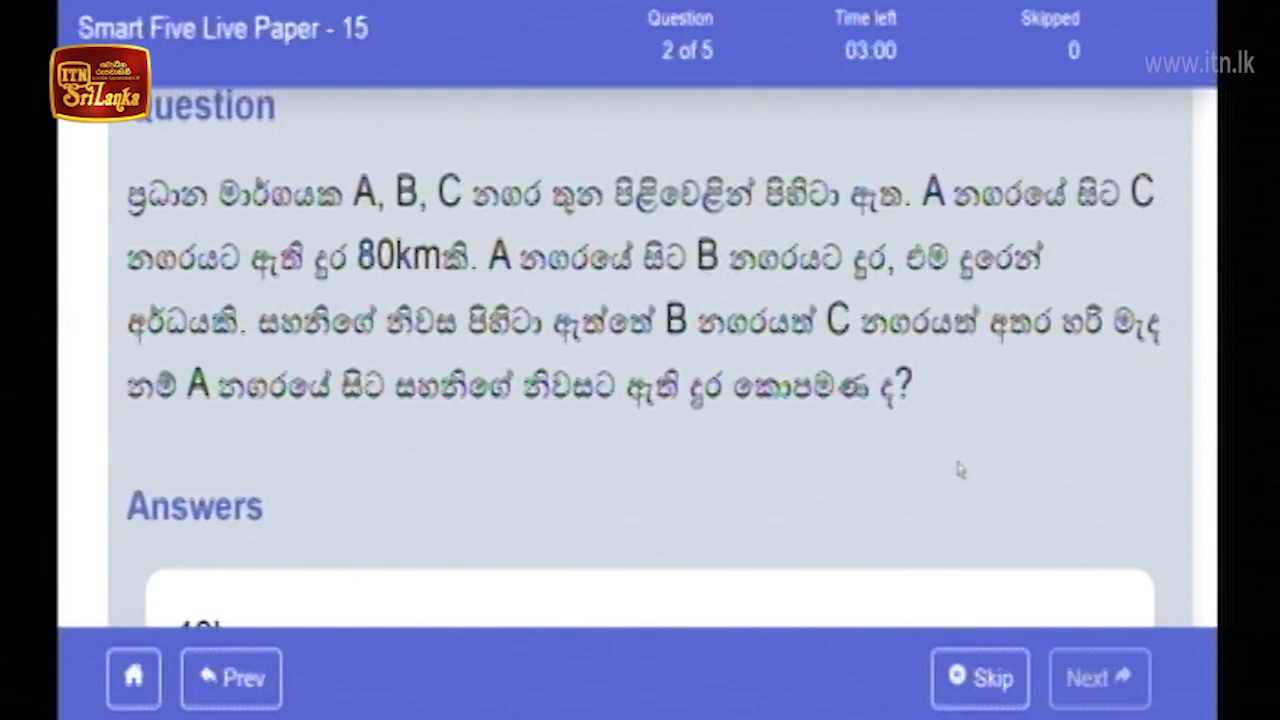 Smart Five Live Paper - 15
Question
2 of 5
Time left
03:00
Skipped
0
www.itn.lk
ITN
SriLanka
Question
ප්‍රධාන මාර්ගයක A, B, C නගර තුන පිළිවෙළින් පිහිටා ඇත. A නගරයේ සිට C
නගරයට ඇති දුර 80kmකි. A නගරයේ සිට B නගරයට දුර, එම දුරෙන්
අර්ධයකි. සහනිගේ නිවස පිහිටා ඇත්තේ B නගරයත් C නගරයත් අතර හරි මැද
නම් A නගරයේ සිට සහනිගේ නිවසට ඇති දුර කොපමණ ද?
Answers
Prev
Skip
Next